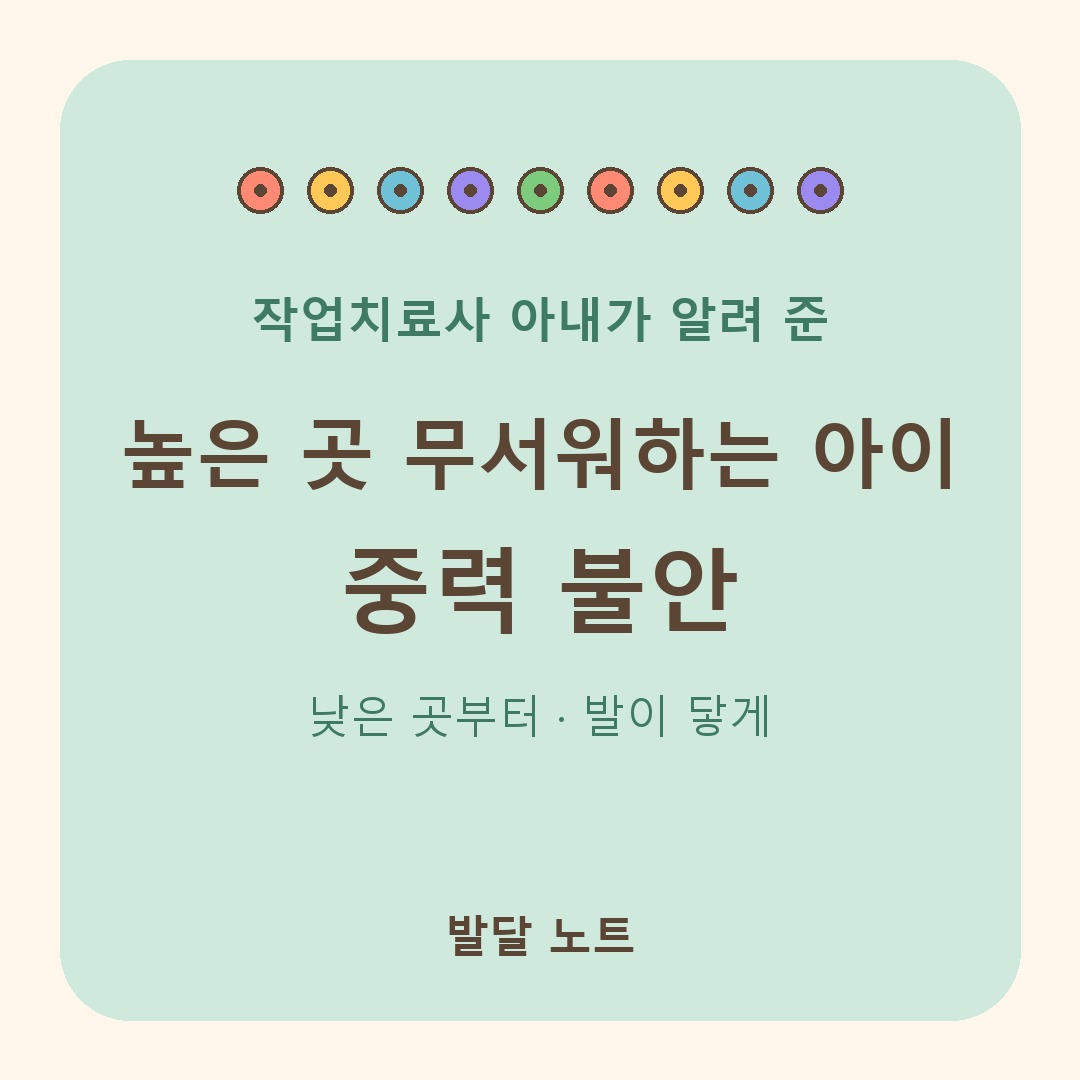 작업치료사 아내가 알려 준
높은 곳 무서워하는 아이
중력 불안
낮은 곳부터 · 발이 닿게
발달 노트